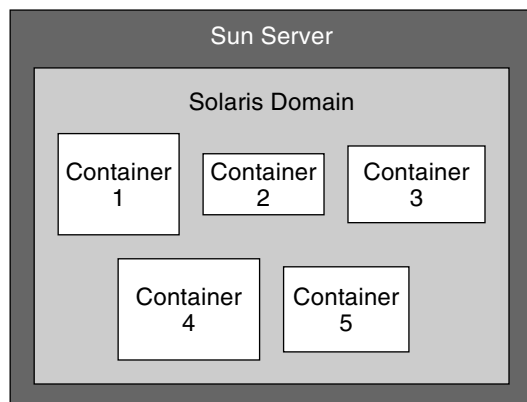 Sun Server
Solaris Domain
Container
1
Container
2
Container
3
Container
4
Container
5